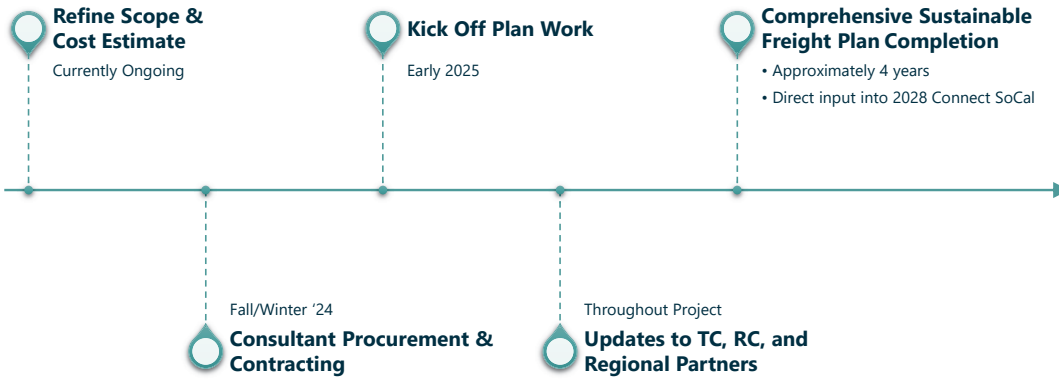 Refine Scope &
Cost Estimate
Currently Ongoing
Kick Off Plan Work
Early 2025
Comprehensive Sustainable
Freight Plan Completion
• Approximately 4 years
• Direct input into 2028 Connect SoCal
Fall/Winter ‘24
Consultant Procurement &
Contracting
Throughout Project
Updates to TC, RC, and
Regional Partners